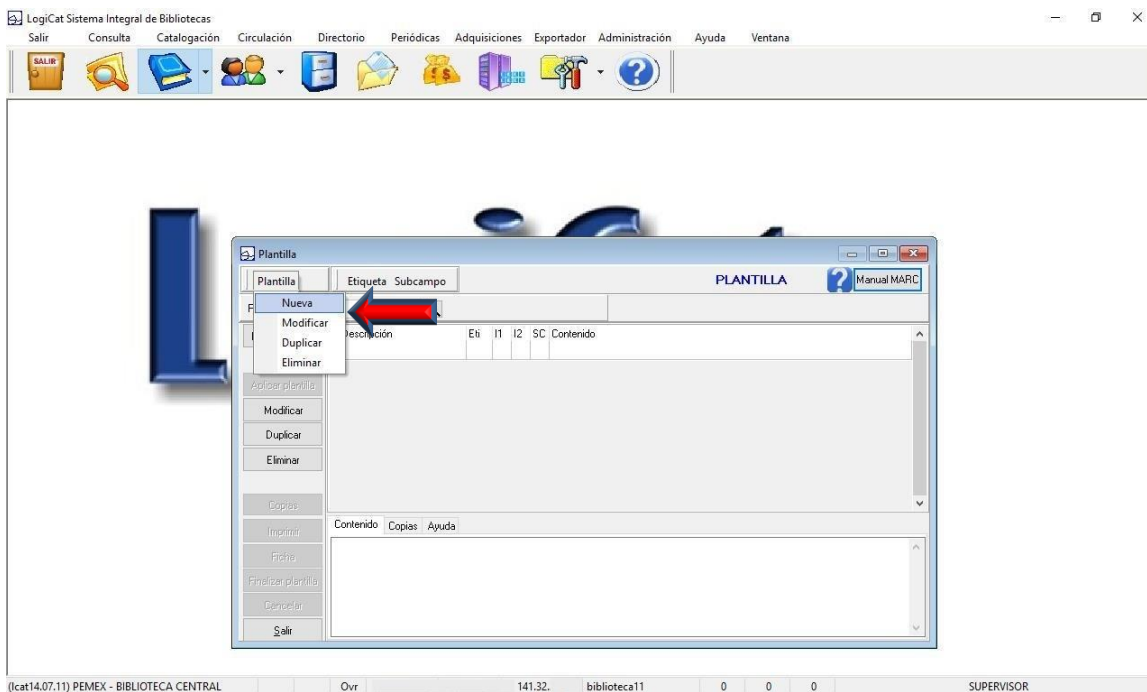 LogiCat Sistema Integral de Bibliotecas
Salir Consulta Catalogación Circulación Directorio Periódicas Adquisiciones Exportador Administración Ayuda Ventana
SALIR
Plantilla
Plantilla Etiqueta Subcampo PLANTILLA Manual MARC
Nueva
Modificar
Duplicar
Eliminar
Descripción Eti I1 I2 SC Contenido
Aplicar plantilla
Modificar
Duplicar
Eliminar
Copias
Imprimir
Ficha
Finalizar plantilla
Cancelar
Salir
Contenido Copias Ayuda
(lcat14.07.11) PEMEX - BIBLIOTECA CENTRAL Ovr 141.32. biblioteca11 0 0 0 SUPERVISOR